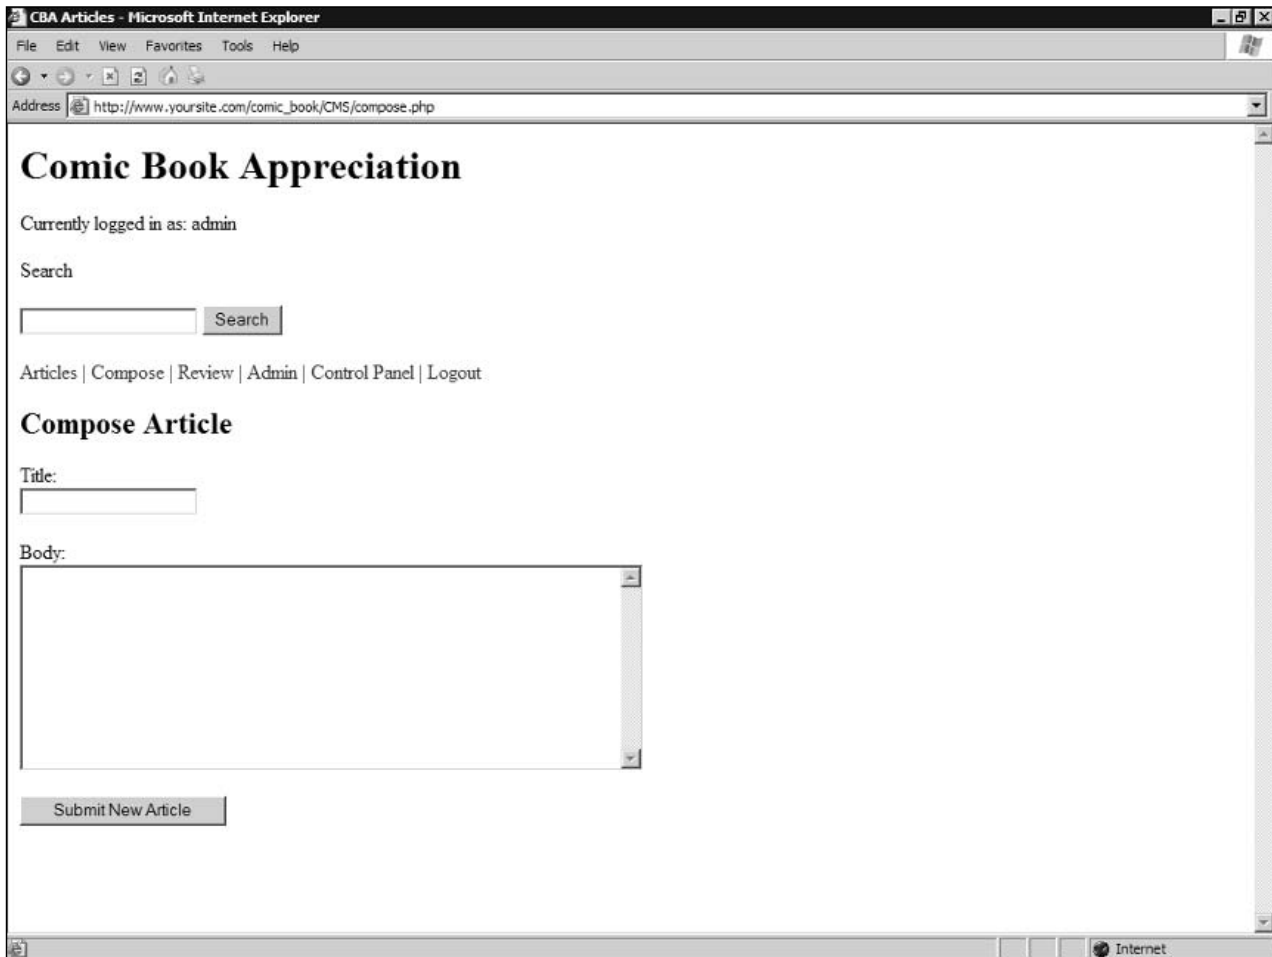 CBA Articles - Microsoft Internet Explorer
File Edit View Favorites Tools Help
Address http://www.yoursite.com/comic_book/CMS/compose.php
Comic Book Appreciation
Currently logged in as: admin
Search
Search
Articles | Compose | Review | Admin | Control Panel | Logout
Compose Article
Title:
Body:
Submit New Article
Internet